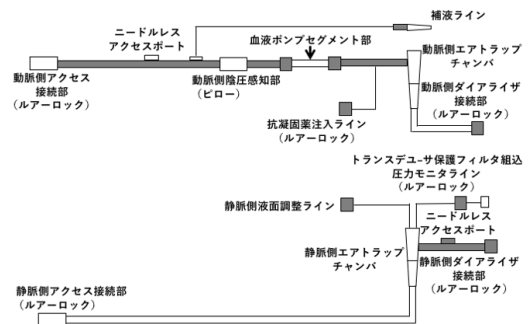 補液ライン
ニードルレス
アクセスポート
血液ポンプセグメント部
動脈側エアトラップ
チャンバ
動脈側アクセス
接続部
(ルアーロック)
動脈側陰圧感知部
(ピロー)
動脈側ダイアライザ
接続部
(ルアーロック)
抗凝固薬注入ライン
(ルアーロック)
トランスデユーサ保護フィルタ組込
圧力モニタライン
(ルアーロック)
静脈側液面調整ライン
ニードルレス
アクセスポート
静脈側エアトラップ
チャンバ
静脈側ダイアライザ
接続部
(ルアーロック)
静脈側アクセス接続部
(ルアーロック)